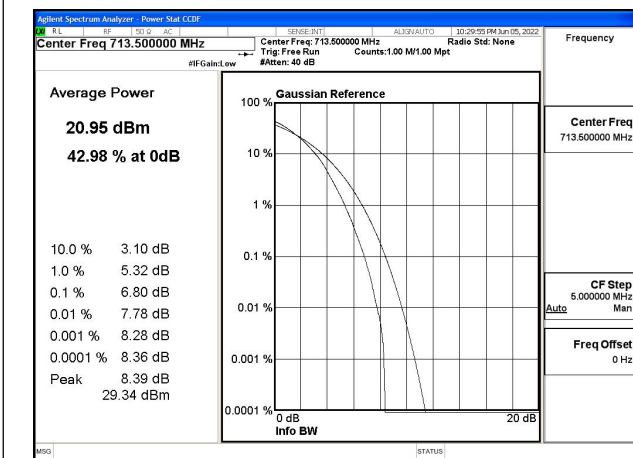 Agilent Spectrum Analyzer - Power Stat CCDF
RL RF 50 Ω AC SENSE:INT ALIGN AUTO 10:29:55 PM Jun 05, 2022
Center Freq 713.500000 MHz
Center Freq: 713.500000 MHz Radio Std: None
Trig: Free Run Counts:1.00 M/1.00 Mpt
#IFGain:Low #Atten: 40 dB
Frequency
Average Power
20.95 dBm
42.98 % at 0dB
10.0 % 3.10 dB
1.0 % 5.32 dB
0.1 % 6.80 dB
0.01 % 7.78 dB
0.001 % 8.28 dB
0.0001 % 8.36 dB
Peak 8.39 dB
29.34 dBm
Gaussian Reference
100 %
10 %
1 %
0.1 %
0.01 %
0.001 %
0.0001 %
0 dB 20 dB
Info BW
Center Freq
713.500000 MHz
CF Step
5.000000 MHz
Auto Man
Freq Offset
0 Hz
MSG STATUS